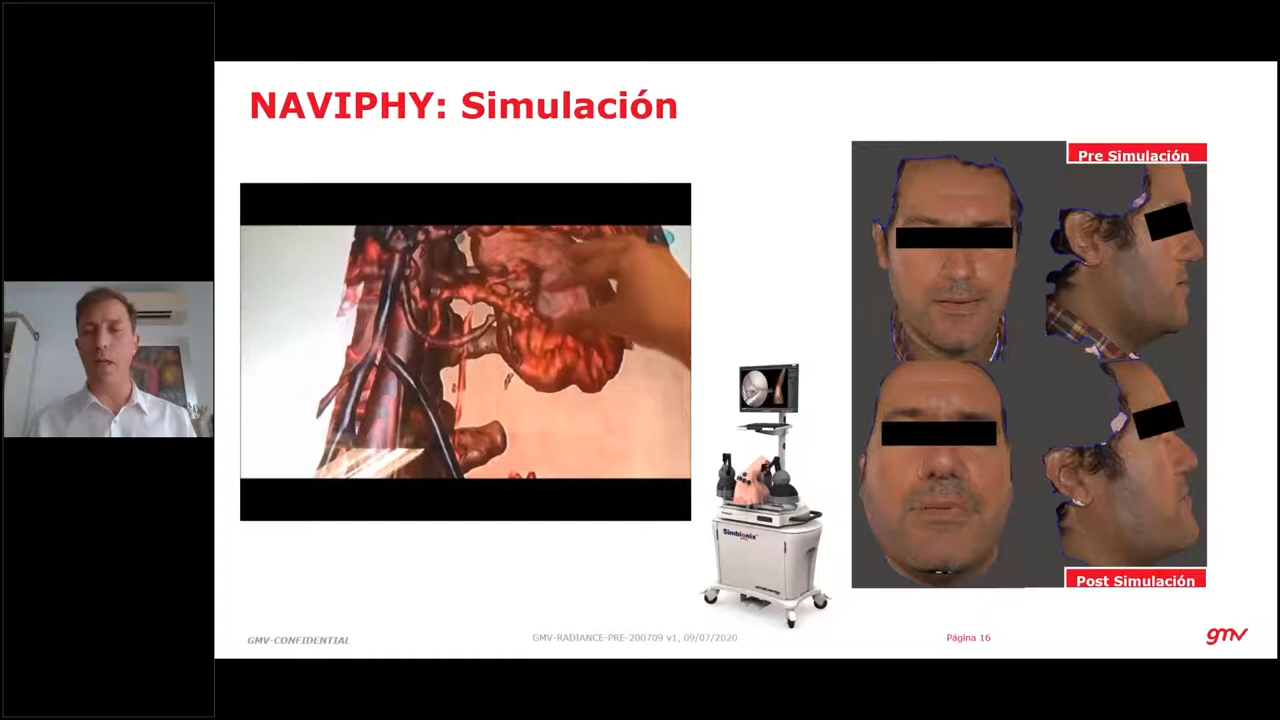 NAVIPHY: Simulación
Pre Simulación
Simbionix
Post Simulación
GMV-CONFIDENTIAL
GMV-RADIANCE-PRE-200709 v1, 09/07/2020
Página 16
gmv